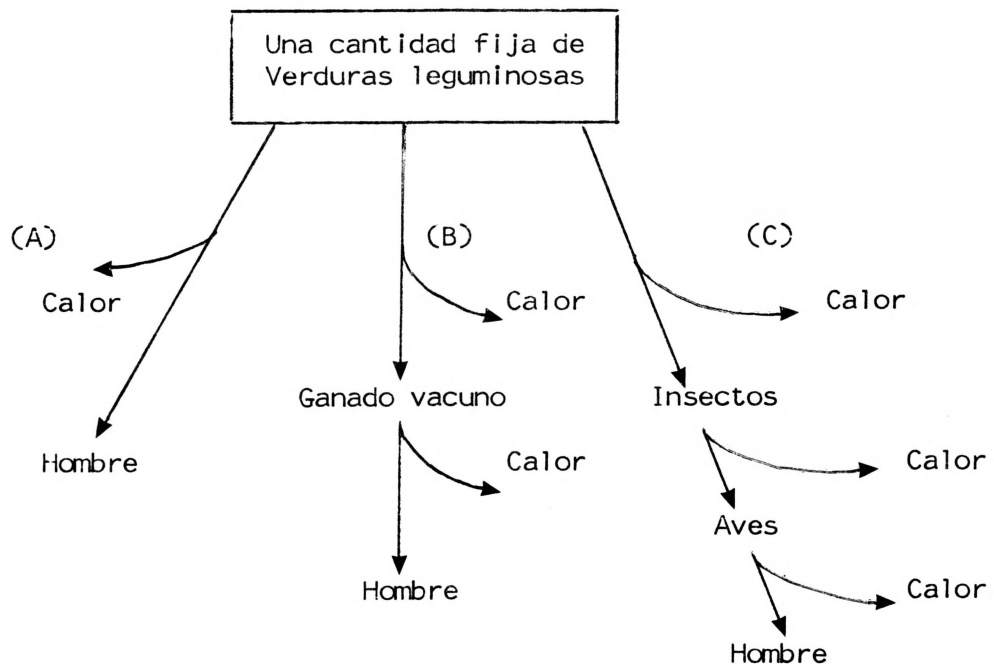 Una cantidad fija de
Verduras leguminosas
(A)
Calor
Hombre
(B)
Calor
Ganado vacuno
Calor
Hombre
(C)
Calor
Insectos
Calor
Aves
Calor
Hombre